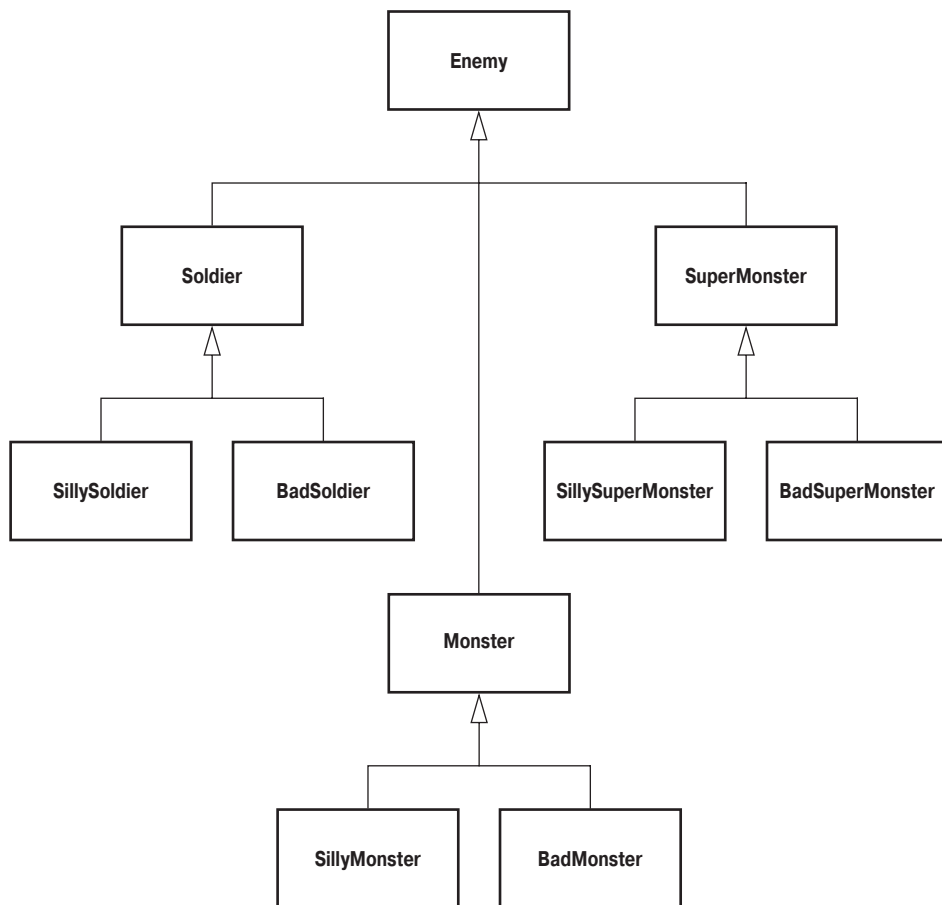 Enemy
Soldier
SuperMonster
SillySoldier
BadSoldier
SillySuperMonster
BadSuperMonster
Monster
SillyMonster
BadMonster